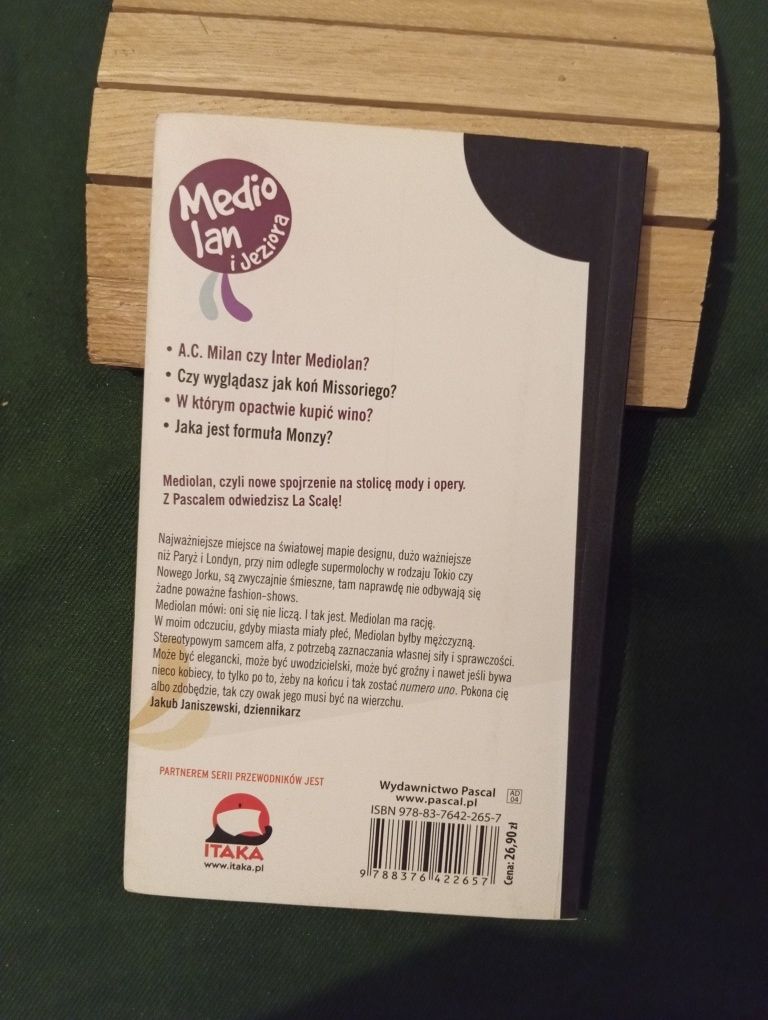 Medio
lan
i Jeziora
• A.C. Milan czy Inter Mediolan?
• Czy wyglądasz jak koń Missoriego?
• W którym opactwie kupić wino?
• Jaka jest formuła Monzy?
Mediolan, czyli nowe spojrzenie na stolicę mody i opery.
Z Pascalem odwiedzisz La Scalę!
Najważniejsze miejsce na światowej mapie designu, dużo ważniejsze
niż Paryż i Londyn, przy nim odległe supermolochy w rodzaju Tokio czy
Nowego Jorku, są zwyczajnie śmieszne, tam naprawdę nie odbywają się
żadne poważne fashion-shows.
Mediolan mówi: oni się nie liczą. I tak jest. Mediolan ma rację.
W moim odczuciu, gdyby miasta miały płeć, Mediolan byłby mężczyzną.
Stereotypowym samcem alfa, z potrzebą zaznaczania własnej siły i sprawczości.
Może być elegancki, może być uwodzicielski, może być groźny i nawet jeśli bywa
nieco kobiecy, to tylko po to, żeby na końcu i tak zostać numero uno. Pokona cię
albo zdobędzie, tak czy owak jego musi być na wierzchu.
Jakub Janiszewski, dziennikarz
PARTNEREM SERII PRZEWODNIKÓW JEST
ITAKA
www.itaka.pl
Wydawnictwo Pascal
www.pascal.pl
AD
04
ISBN 978-83-7642-265-7
9 788376 422657
Cena: 26,90 zł